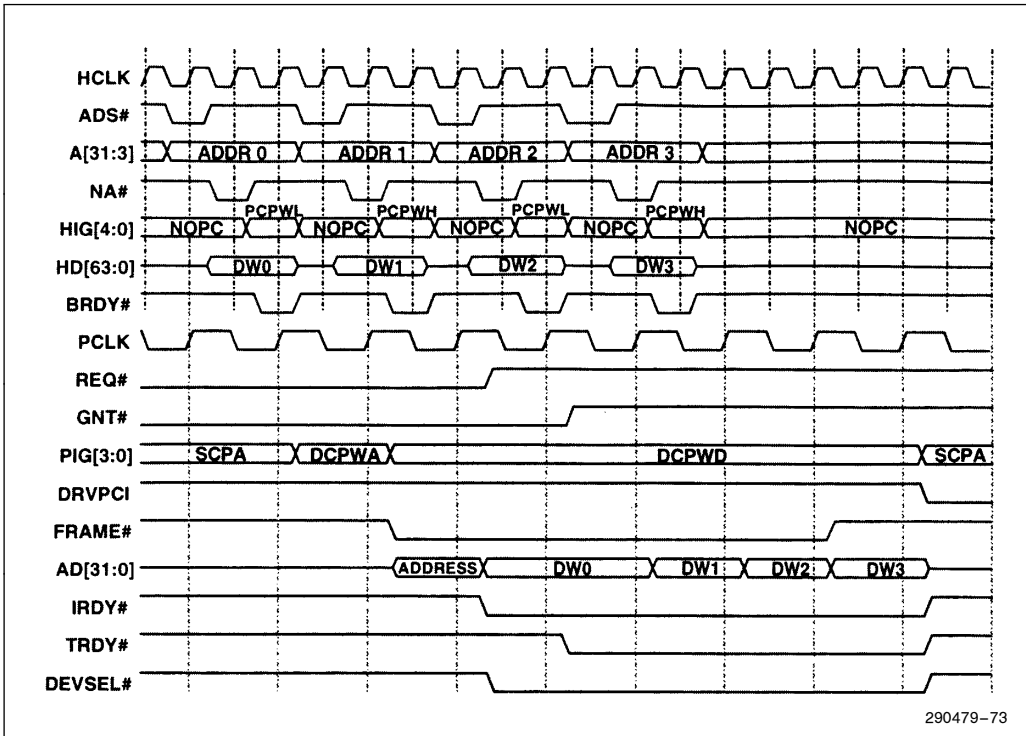 HCLK
ADS#
A[31:3] ADDR 0 ADDR 1 ADDR 2 ADDR 3
NA#
PCPWL PCPWH PCPWL PCPWH
HIG[4:0] NOPC NOPC NOPC NOPC NOPC
HD[63:0] DW0 DW1 DW2 DW3
BRDY#
PCLK
REQ#
GNT#
PIG[3:0] SCPA DCPWA DCPWD SCPA
DRVPCI
FRAME#
AD[31:0] ADDRESS DW0 DW1 DW2 DW3
IRDY#
TRDY#
DEVSEL#
290479-73